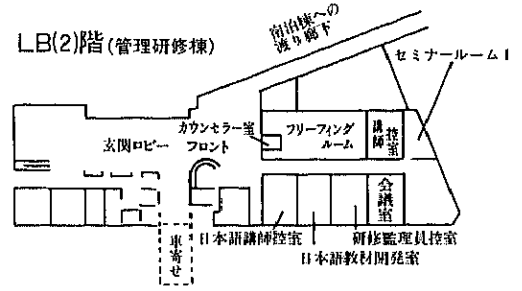 LB(2)階(管理研修棟)
宿泊棟への
渡り廊下
セミナールーム1
カウンセラー室
玄関ロビー
フロント
フリーフィング
ルーム
講師控室
会議室
車寄せ
日本語講師控室
研修監理員控室
日本語教材開発室